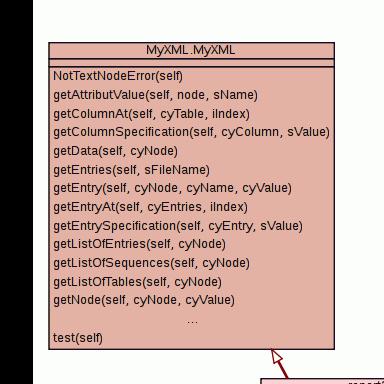 MyXML.MyXML
NotTextNodeError(self)
getAttributValue(self, node, sName)
getColumnAt(self, cyTable, iIndex)
getColumnSpecification(self, cyColumn, sValue)
getData(self, cyNode)
getEntries(self, sFileName)
getEntry(self, cyNode, cyName, cyValue)
getEntryAt(self, cyEntries, iIndex)
getEntrySpecification(self, cyEntry, sValue)
getListOfEntries(self, cyNode)
getListOfSequences(self, cyNode)
getListOfTables(self, cyNode)
getNode(self, cyNode, cyValue)
...
test(self)